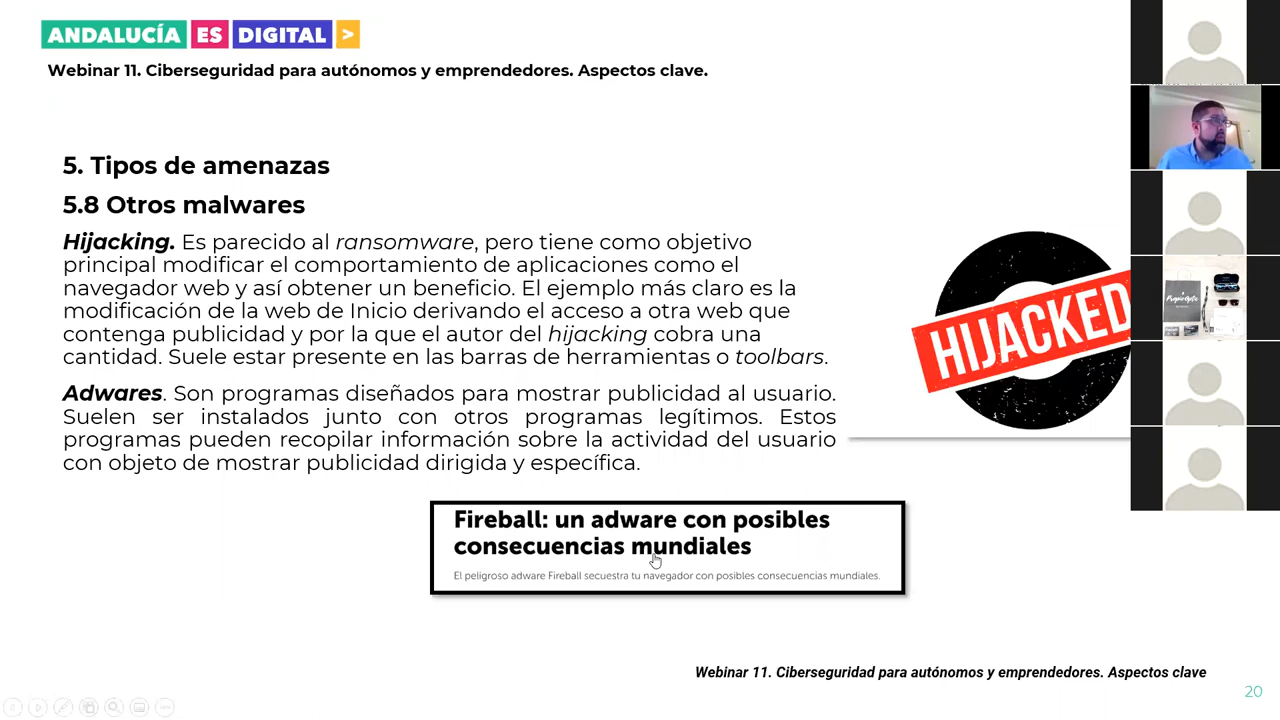 ANDALUCÍA ES DIGITAL >
Webinar 11. Ciberseguridad para autónomos y emprendedores. Aspectos clave.
5. Tipos de amenazas
5.8 Otros malwares
Hijacking. Es parecido al ransomware, pero tiene como objetivo
principal modificar el comportamiento de aplicaciones como el
navegador web y así obtener un beneficio. El ejemplo más claro es la
modificación de la web de Inicio derivando el acceso a otra web que
contenga publicidad y por la que el autor del hijacking cobra una
cantidad. Suele estar presente en las barras de herramientas o toolbars.
HIJACKED
Adwares. Son programas diseñados para mostrar publicidad al usuario.
Suelen ser instalados junto con otros programas legítimos. Estos
programas pueden recopilar información sobre la actividad del usuario
con objeto de mostrar publicidad dirigida y específica.
Fireball: un adware con posibles
consecuencias mundiales
El peligroso adware Fireball secuestra tu navegador con posibles consecuencias mundiales.
Webinar 11. Ciberseguridad para autónomos y emprendedores. Aspectos clave
20